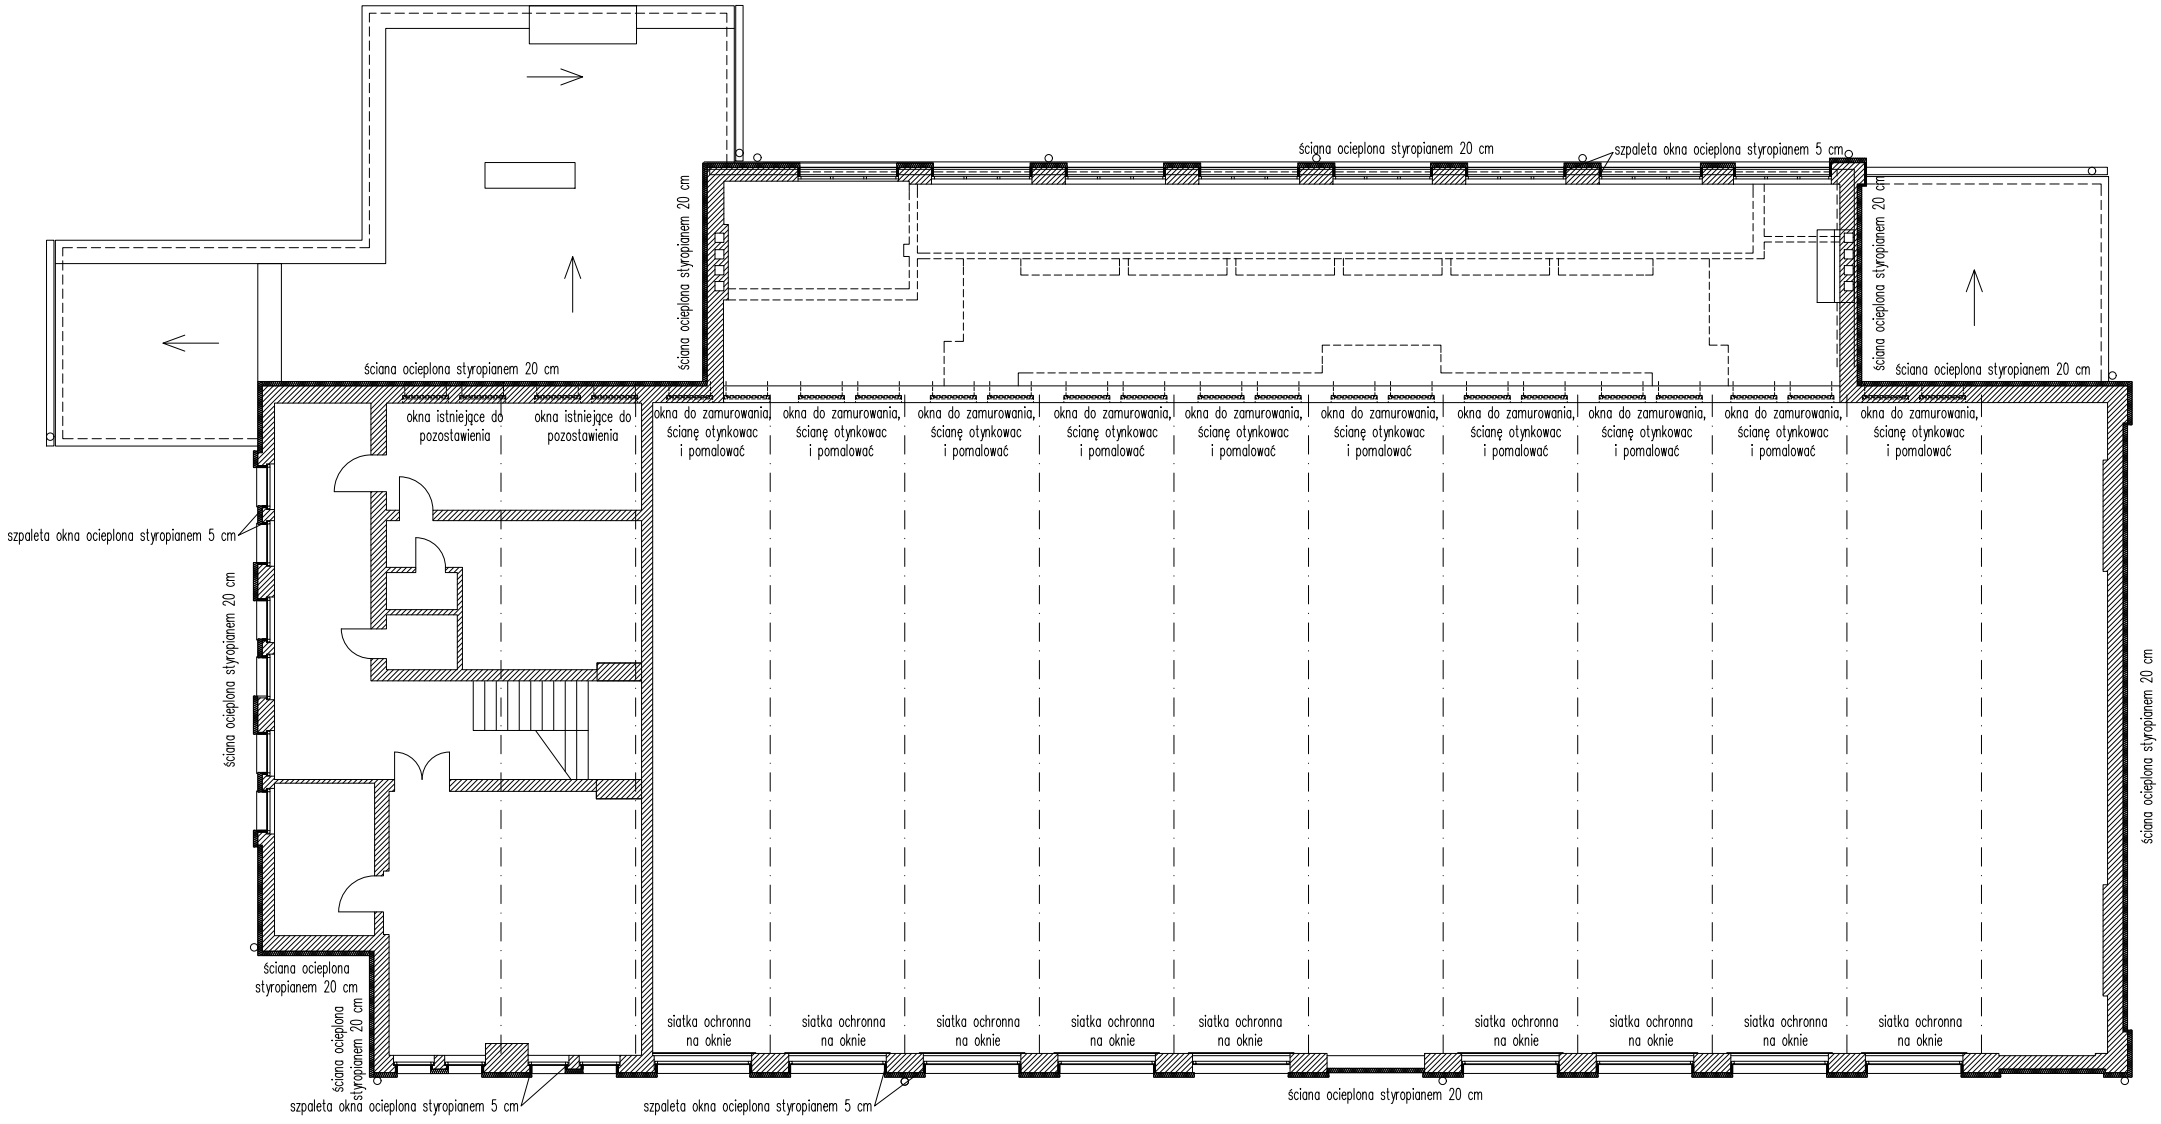 ściana ocieplona styropianem 20 cm
szpaleta okna ocieplona styropianem 5 cm
ściana ocieplona styropianem 20 cm
ściana ocieplona styropianem 20 cm
ściana ocieplona styropianem 20 cm
ściana ocieplona styropianem 20 cm
okna istniejące do
pozostawienia
okna istniejące do
pozostawienia
okna do zamurowania,
ścianę otynkowac
i pomalować
okna do zamurowania,
ścianę otynkowac
i pomalować
okna do zamurowania,
ścianę otynkowac
i pomalować
okna do zamurowania,
ścianę otynkowac
i pomalować
okna do zamurowania,
ścianę otynkowac
i pomalować
okna do zamurowania,
ścianę otynkowac
i pomalować
okna do zamurowania,
ścianę otynkowac
i pomalować
okna do zamurowania,
ścianę otynkowac
i pomalować
okna do zamurowania,
ścianę otynkowac
i pomalować
okna do zamurowania,
ścianę otynkowac
i pomalować
szpaleta okna ocieplona styropianem 5 cm
ściana ocieplona styropianem 20 cm
ściana ocieplona styropianem 20 cm
ściana ocieplona
styropianem 20 cm
ściana ocieplona
styropianem 20 cm
siatka ochronna
na oknie
siatka ochronna
na oknie
siatka ochronna
na oknie
siatka ochronna
na oknie
siatka ochronna
na oknie
siatka ochronna
na oknie
siatka ochronna
na oknie
siatka ochronna
na oknie
siatka ochronna
na oknie
szpaleta okna ocieplona styropianem 5 cm
szpaleta okna ocieplona styropianem 5 cm
ściana ocieplona styropianem 20 cm